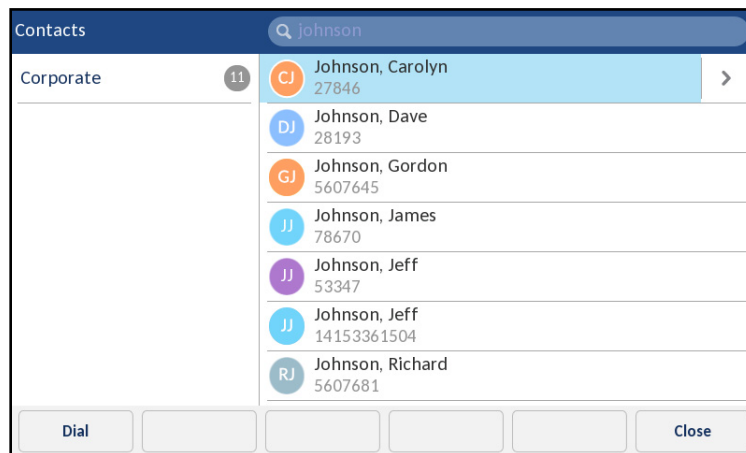 Contacts
johnson
Corporate 11
CJ Johnson, Carolyn
27846
DJ Johnson, Dave
28193
GJ Johnson, Gordon
5607645
JJ Johnson, James
78670
JJ Johnson, Jeff
53347
JJ Johnson, Jeff
14153361504
RJ Johnson, Richard
5607681
Dial Close